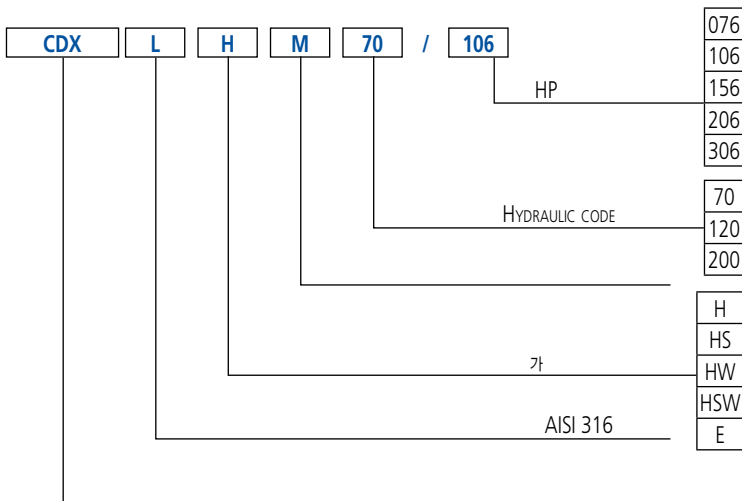 CDX L H M 70 / 106
HP
076
106
156
206
306
HYDRAULIC CODE
70
120
200
가
H
HS
HW
HSW
E
AISI 316